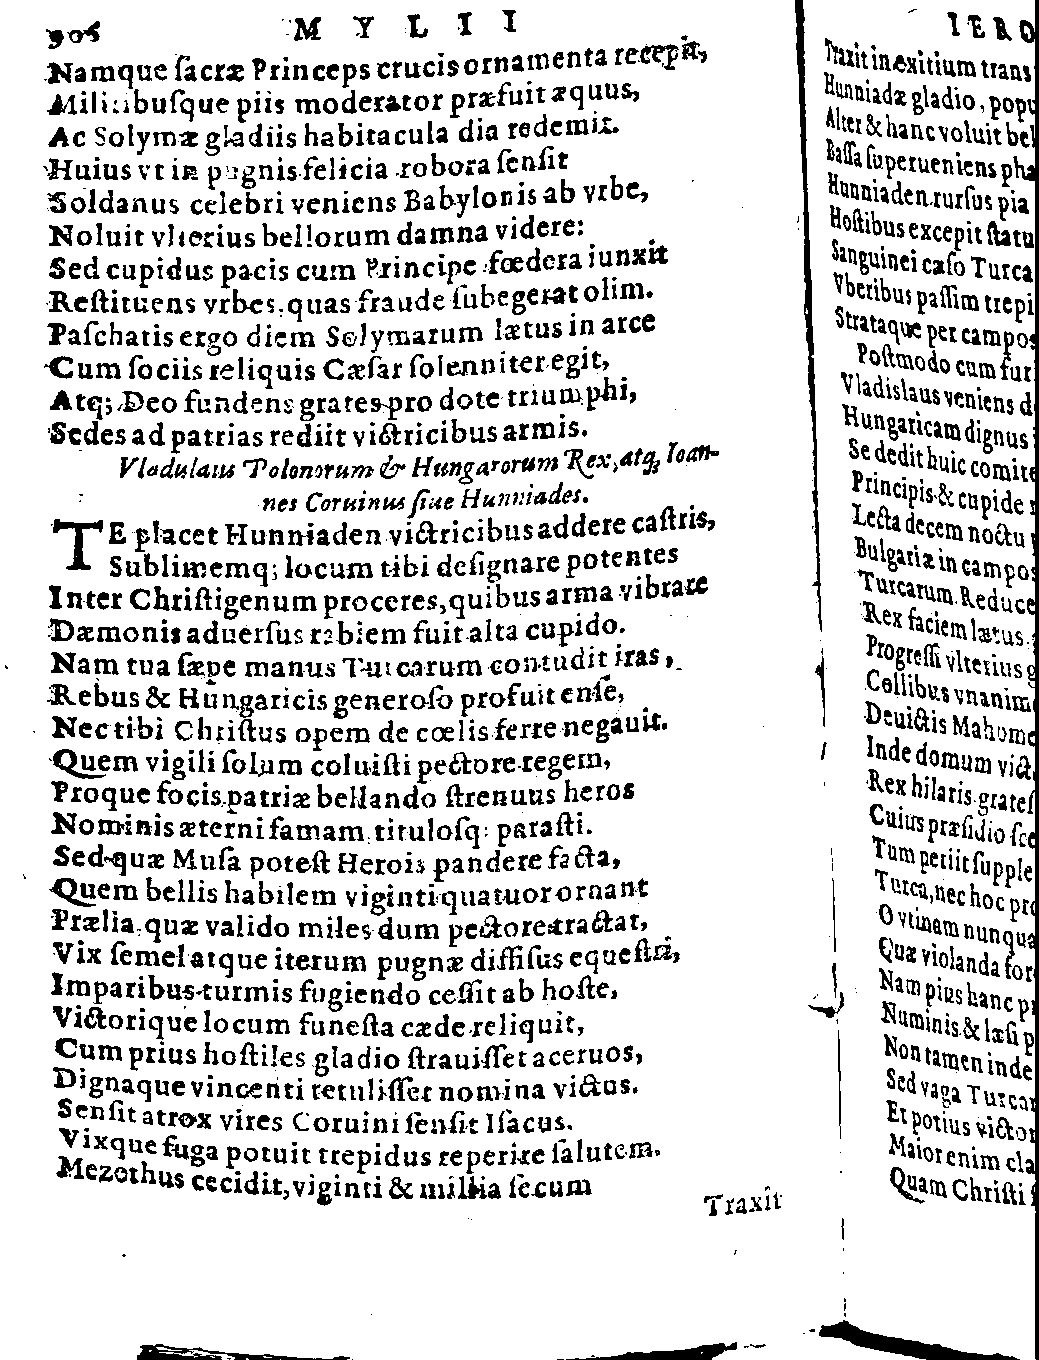 906 MYLII
Namque ſacræ Princeps crucis ornamenta recepit,
Militibuſque piis moderator præfuit æquus,
Ac Solymæ gladiis habitacula dia redemit.
Huius vt in pugnis felicia robora ſenſit
Soldanus celebri veniens Babylonis ab vrbe,
Noluit vlterius bellorum damna videre:
Sed cupidus pacis cum Principe fœdera iunxit
Reſtituens vrbes, quas fraude ſubegerat olim.
Paſchatis ergo diem Solymarum lætus in arce
Cum ſociis reliquis Cæſar ſolenniter egit,
Atq; Deo fundens grates pro dote triumphi,
Sedes ad patrias rediit victricibus armis.
Vladislaus Polonorum & Hungarorum Rex, atq; Ioan-
nes Coruinus ſiue Hunniades.
TE placet Hunniaden victricibus addere caſtris,
Sublimemq; locum tibi deſignare potentes
Inter Chriſtigenum proceres, quibus arma vibrare
Dæmonis aduerſus rabiem fuit alta cupido.
Nam tua ſæpe manus Turcarum contudit iras,
Rebus & Hungaricis generoſo profuit enſe,
Nec tibi Chriſtus opem de cœlis ferre negauit.
Quem vigili ſolum coluiſti pectore regem,
Proque focis patriæ bellando ſtrenuus heros
Nominis æterni famam tituloſq; paraſti.
Sed quæ Muſa poteſt Herois pandere facta,
Quem bellis habilem viginti quatuor ornant
Prælia, quæ valido miles dum pectore tractat,
Vix ſemel atque iterum pugnæ diffiſus equeſtri,
Imparibus turmis fugiendo ceſſit ab hoſte,
Victorique locum funeſta cæde reliquit,
Cum prius hoſtiles gladio ſtrauiſſet aceruos,
Dignaque vincenti retuliſſet nomina victus.
Senſit atrox vires Coruini ſenſit Iſacus.
Vixque fuga potuit trepidus reperire ſalutem.
Mezothus cecidit, viginti & millia ſecum
Traxit
IERO
Traxit in exitium trans
Hunniadæ gladio, popu
Alter & hanc voluit bel
Baſſa ſuperueniens pha
Hunniaden rurſus pia
Hoſtibus excepit ſtatu
Sanguinei caſo Turca
Vberibus paſſim trepi
Strataque per campos
Poſtmodo cum fur
Vladislaus veniens d
Hungaricam dignus
Se dedit huic comite
Principis & cupide
Lecta decem noctu
Bulgariæ in campos
Turcarum Reduce
Rex faciem lætus
Progreſſi vlterius g
Collibus vnanime
Deuictis Mahome
Inde domum vict
Rex hilaris grateſ
Cuius præſidio ſce
Tum periit ſupple
Turca, nec hoc pro
O vtinam nunqua
Quæ violanda fore
Nam pius hanc p
Numinis & læſi p
Non tamen inde
Sed vaga Turcar
Et potius victor
Maior enim cla
Quam Chriſti ſ